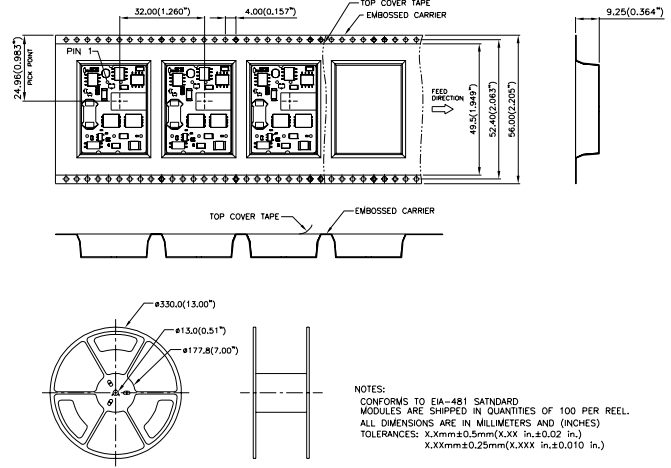 TOP COVER TAPE
EMBOSSED CARRIER
32.00(1.260")
4.00(0.157")
9.25(0.364")
24.96(0.983")
PICK POINT
PIN 1
FEED
DIRECTION
49.5(1.949")
52.40(2.063")
56.00(2.205")
TOP COVER TAPE
EMBOSSED CARRIER
ø330.0(13.00")
ø13.0(0.51")
ø177.8(7.00")
NOTES:
CONFORMS TO EIA-481 SATNDARD
MODULES ARE SHIPPED IN QUANTITIES OF 100 PER REEL.
ALL DIMENSIONS ARE IN MILLIMETERS AND (INCHES)
TOLERANCES: X.Xmm±0.5mm(X.XX in.±0.02 in.)
X.XXmm±0.25mm(X.XXX in.±0.010 in.)